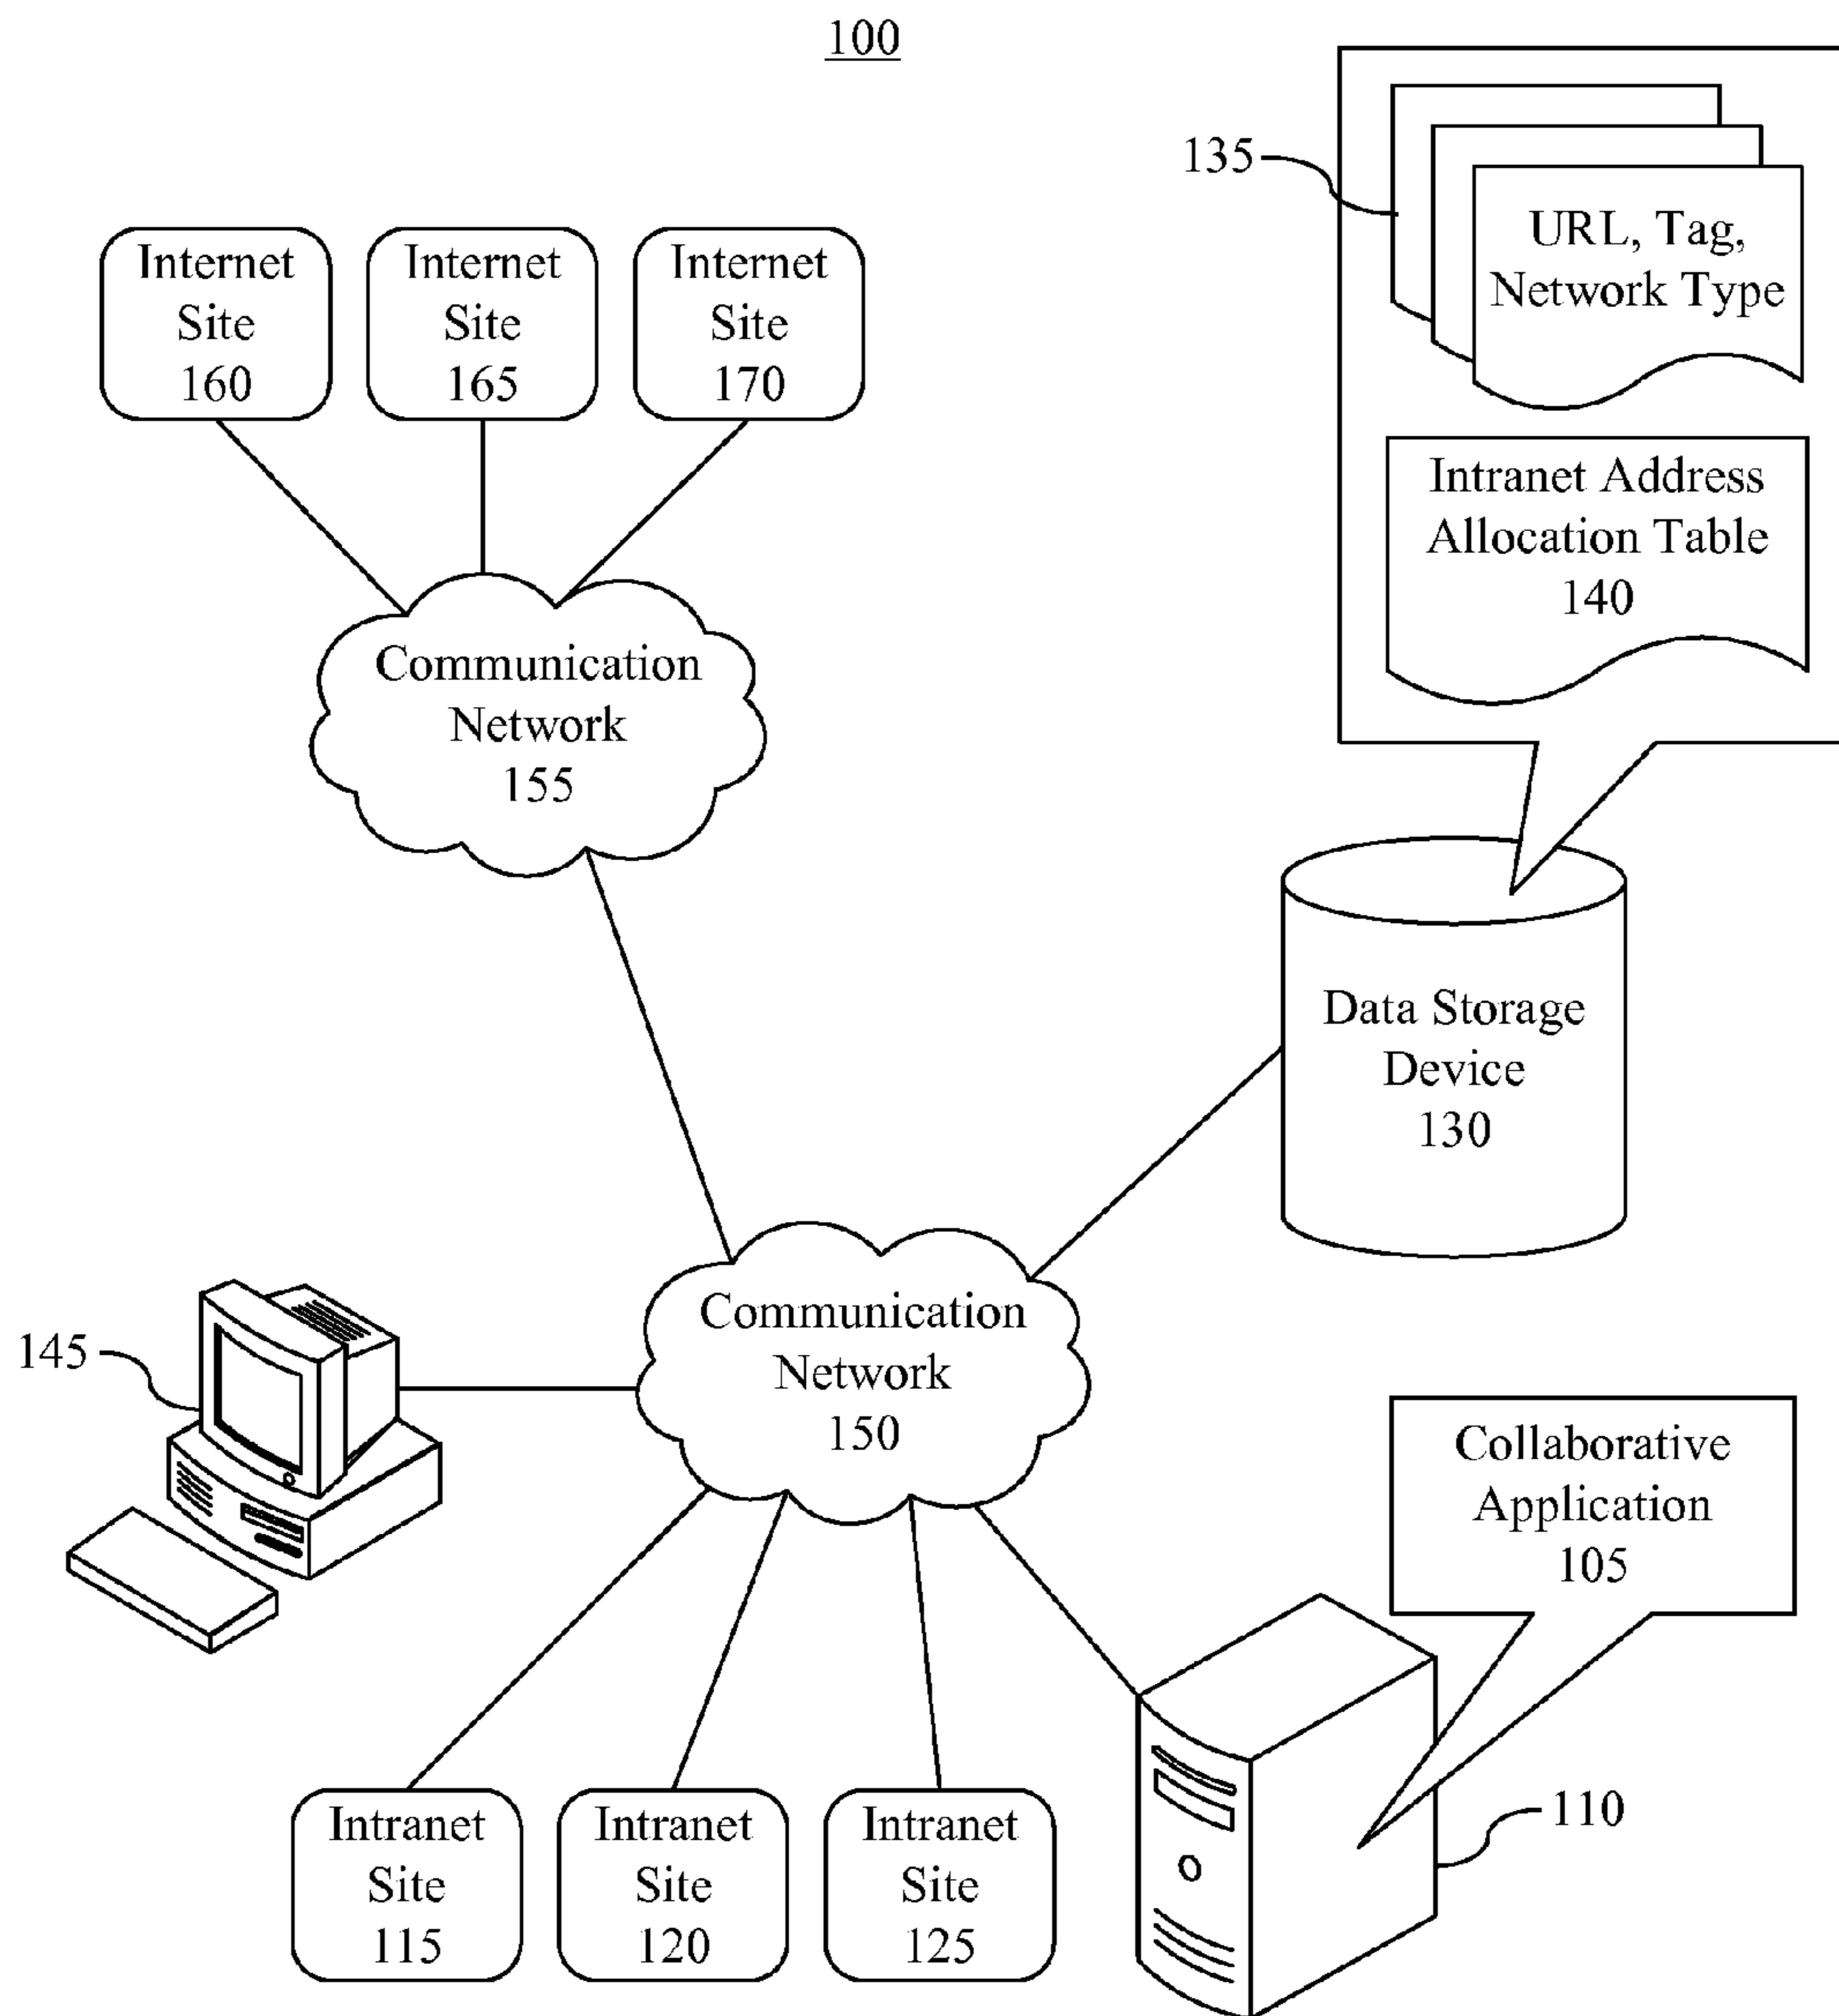 100
135
URL, Tag,
Network Type
Internet
Site
160
Internet
Site
165
Internet
Site
170
Intranet Address
Allocation Table
140
Communication
Network
155
Data Storage
Device
130
Communication
Network
150
145
Collaborative
Application
105
110
Intranet
Site
115
Intranet
Site
120
Intranet
Site
125